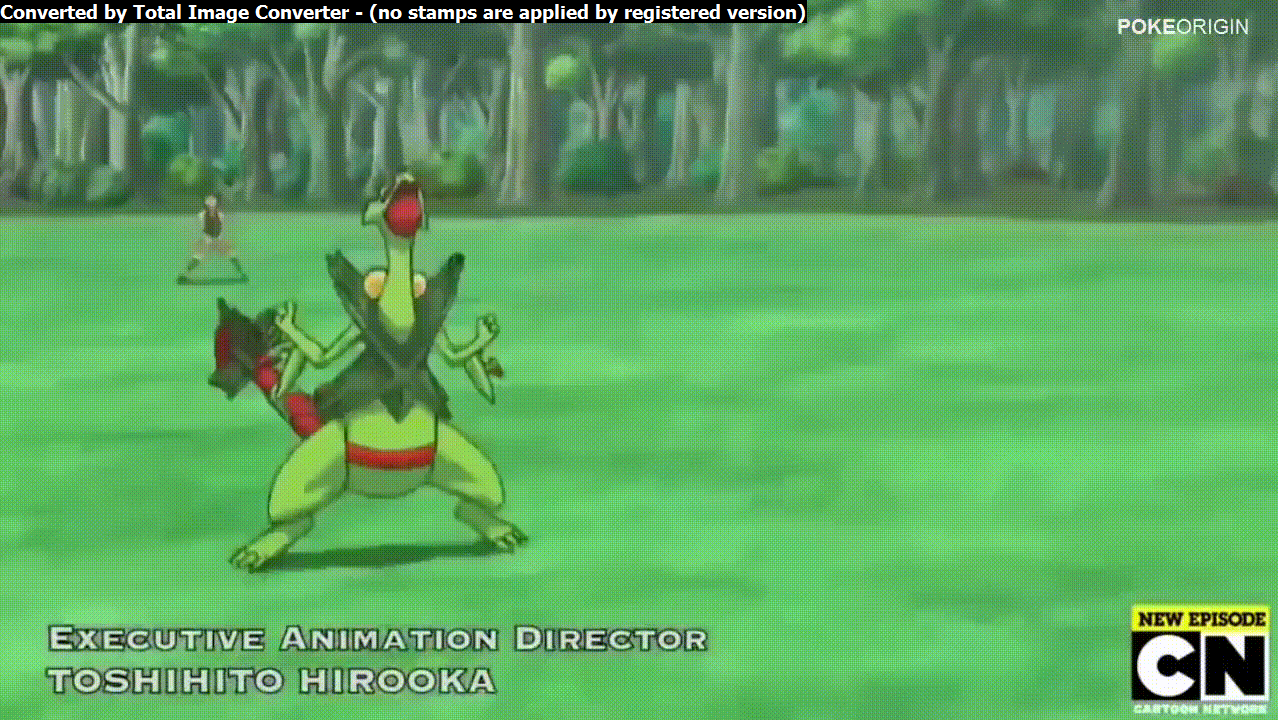 Converted by Total Image Converter - (no stamps are applied by registered version)
POKEORIGIN
EXECUTIVE ANIMATION DIRECTOR
TOSHIHITO HIROOKA
NEW EPISODE
CN
CARTOON NETWORK